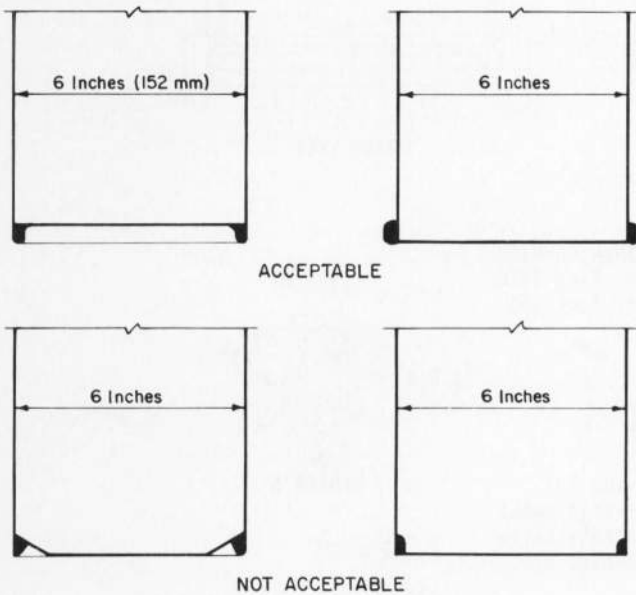 6 Inches (152 mm)
6 Inches
ACCEPTABLE
6 Inches
6 Inches
NOT ACCEPTABLE